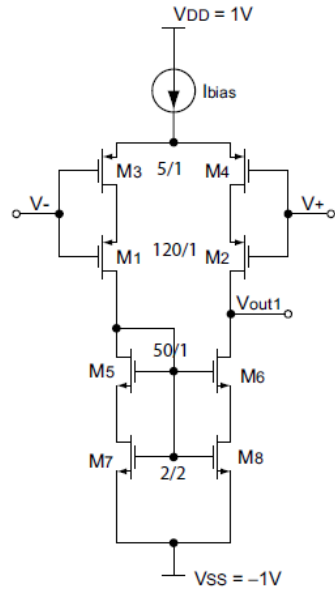 VDD = 1V
Ibias
M3 5/1 M4
V- V+
M1 120/1 M2
Vout1
50/1
M5 M6
M7 M8
2/2
VSS = –1V